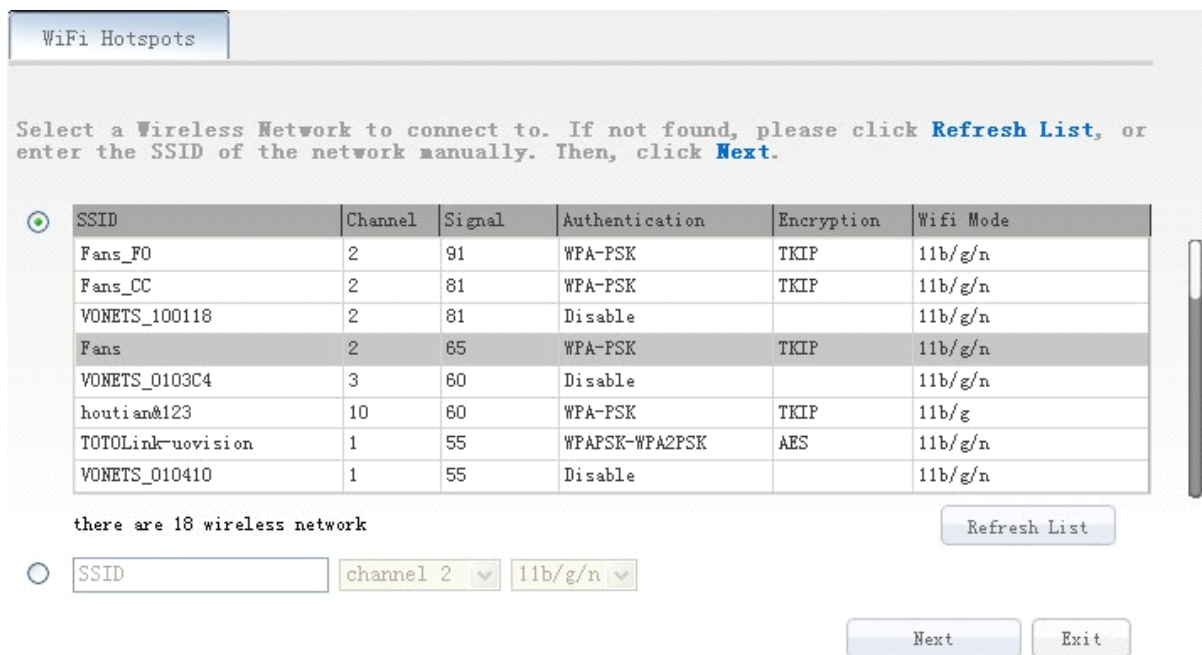 WiFi Hotspots
Select a Wireless Network to connect to. If not found, please click Refresh List, or
enter the SSID of the network manually. Then, click Next.
SSID Channel Signal Authentication Encryption Wifi Mode
Fans_FO 2 91 WPA-PSK TKIP 11b/g/n
Fans_CC 2 81 WPA-PSK TKIP 11b/g/n
VONETS_100118 2 81 Disable 11b/g/n
Fans 2 65 WPA-PSK TKIP 11b/g/n
VONETS_0103C4 3 60 Disable 11b/g/n
houtian&123 10 60 WPA-PSK TKIP 11b/g
TOTOLink-uovision 1 55 WPAPSK-WPA2PSK AES 11b/g/n
VONETS_010410 1 55 Disable 11b/g/n
there are 18 wireless network
Refresh List
SSID channel 2 11b/g/n
Next Exit